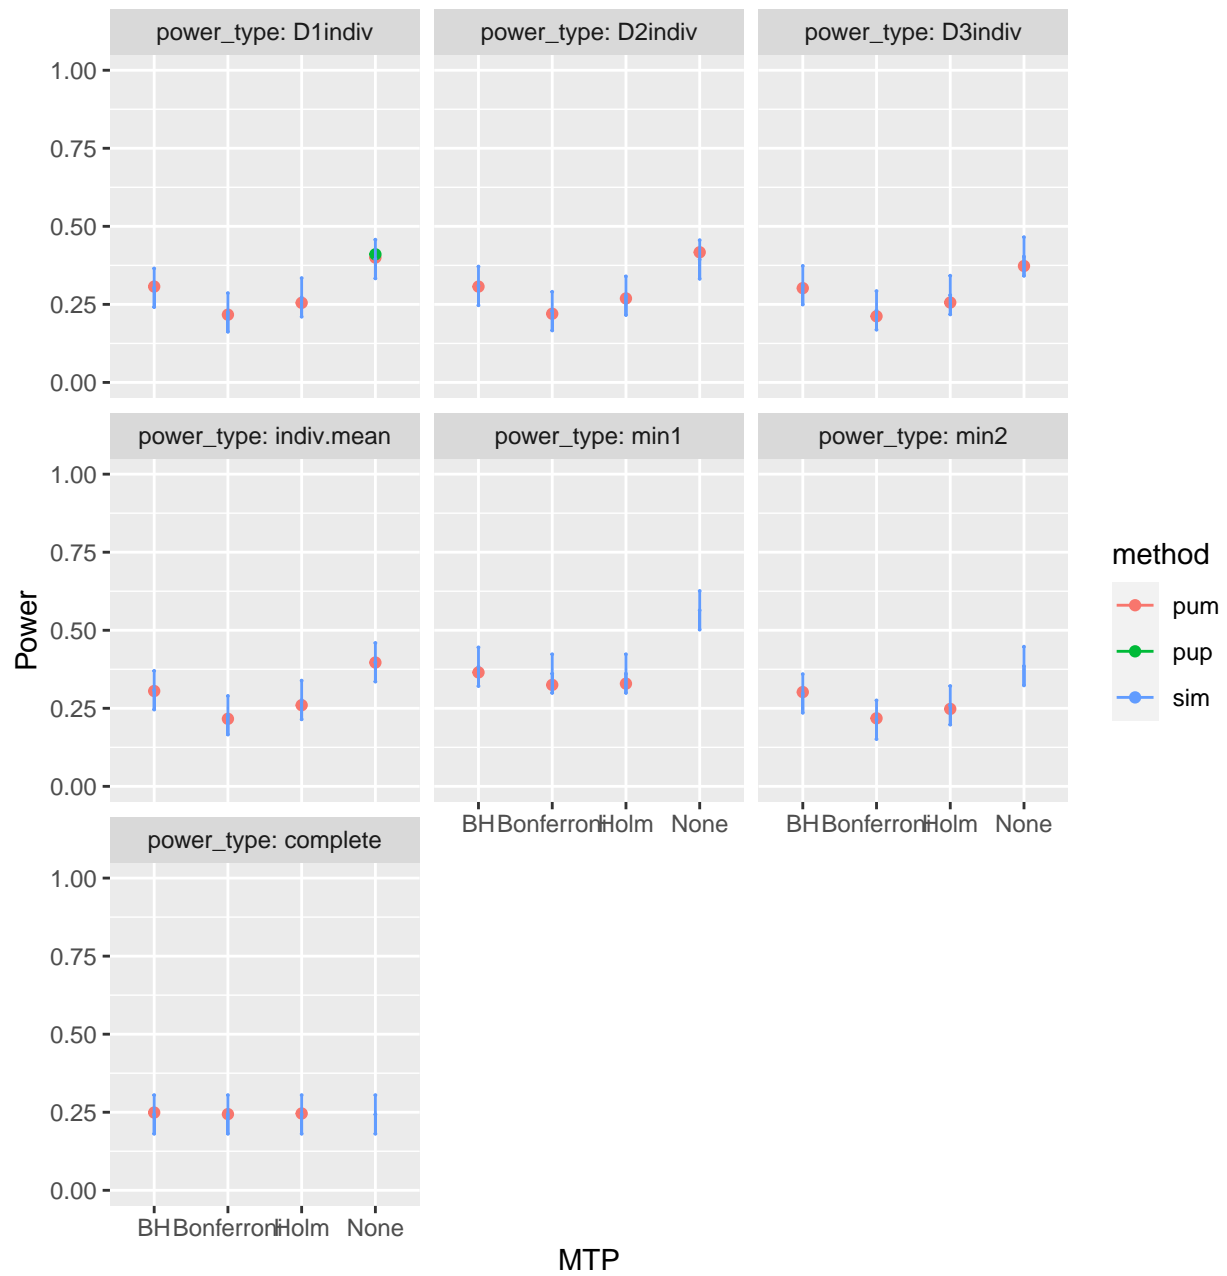 power_type: D1indiv
power_type: D2indiv
power_type: D3indiv
1.00
0.75
0.50
0.25
0.00
power_type: indiv.mean
power_type: min1
power_type: min2
1.00
0.75
0.50
0.25
0.00
BH Bonferroni Holm None
BH Bonferroni Holm None
power_type: complete
1.00
0.75
0.50
0.25
0.00
BH Bonferroni Holm None
MTP
Power
method
pum
pup
sim